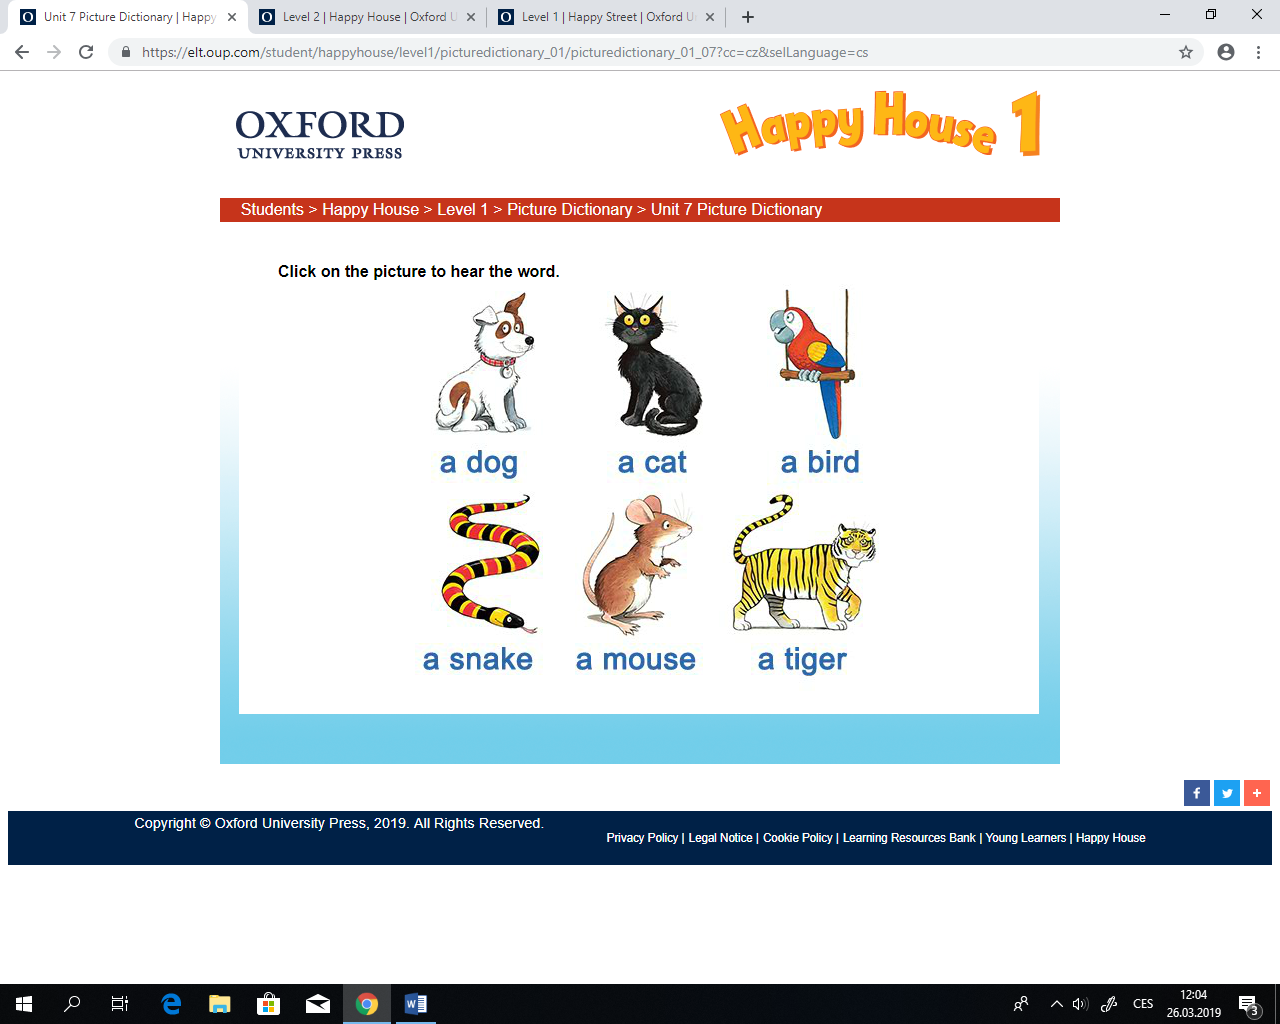 Unit 7 Picture Dictionary | Happy
Level 2 | Happy House | Oxford U
Level 1 | Happy Street | Oxford U
https://elt.oup.com/student/happyhouse/level1/picturedictionary_01/picturedictionary_01_07?cc=cz&selLanguage=cs
OXFORD
UNIVERSITY PRESS
Happy House 1
Students > Happy House > Level 1 > Picture Dictionary > Unit 7 Picture Dictionary
Click on the picture to hear the word.
a dog
a cat
a bird
a snake
a mouse
a tiger
Copyright © Oxford University Press, 2019. All Rights Reserved.
Privacy Policy | Legal Notice | Cookie Policy | Learning Resources Bank | Young Learners | Happy House
CES
12:04
26.03.2019
3